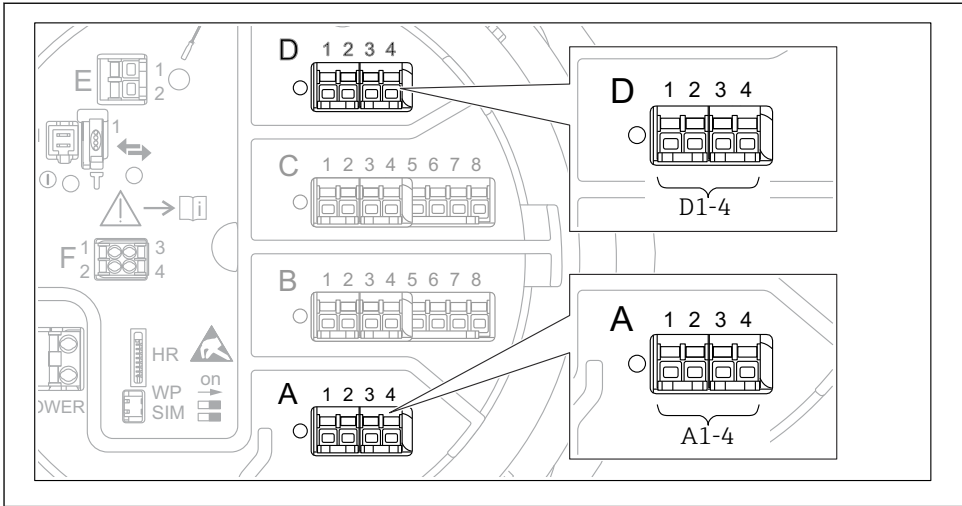 D 1 2 3 4
E 1
2
1
C 1 2 3 4 5 6 7 8
i
F 1 3
2 4
B 1 2 3 4 5 6 7 8
HR
WP
SIM
on
OWER
A 1 2 3 4
D 1 2 3 4
D1-4
A 1 2 3 4
A1-4